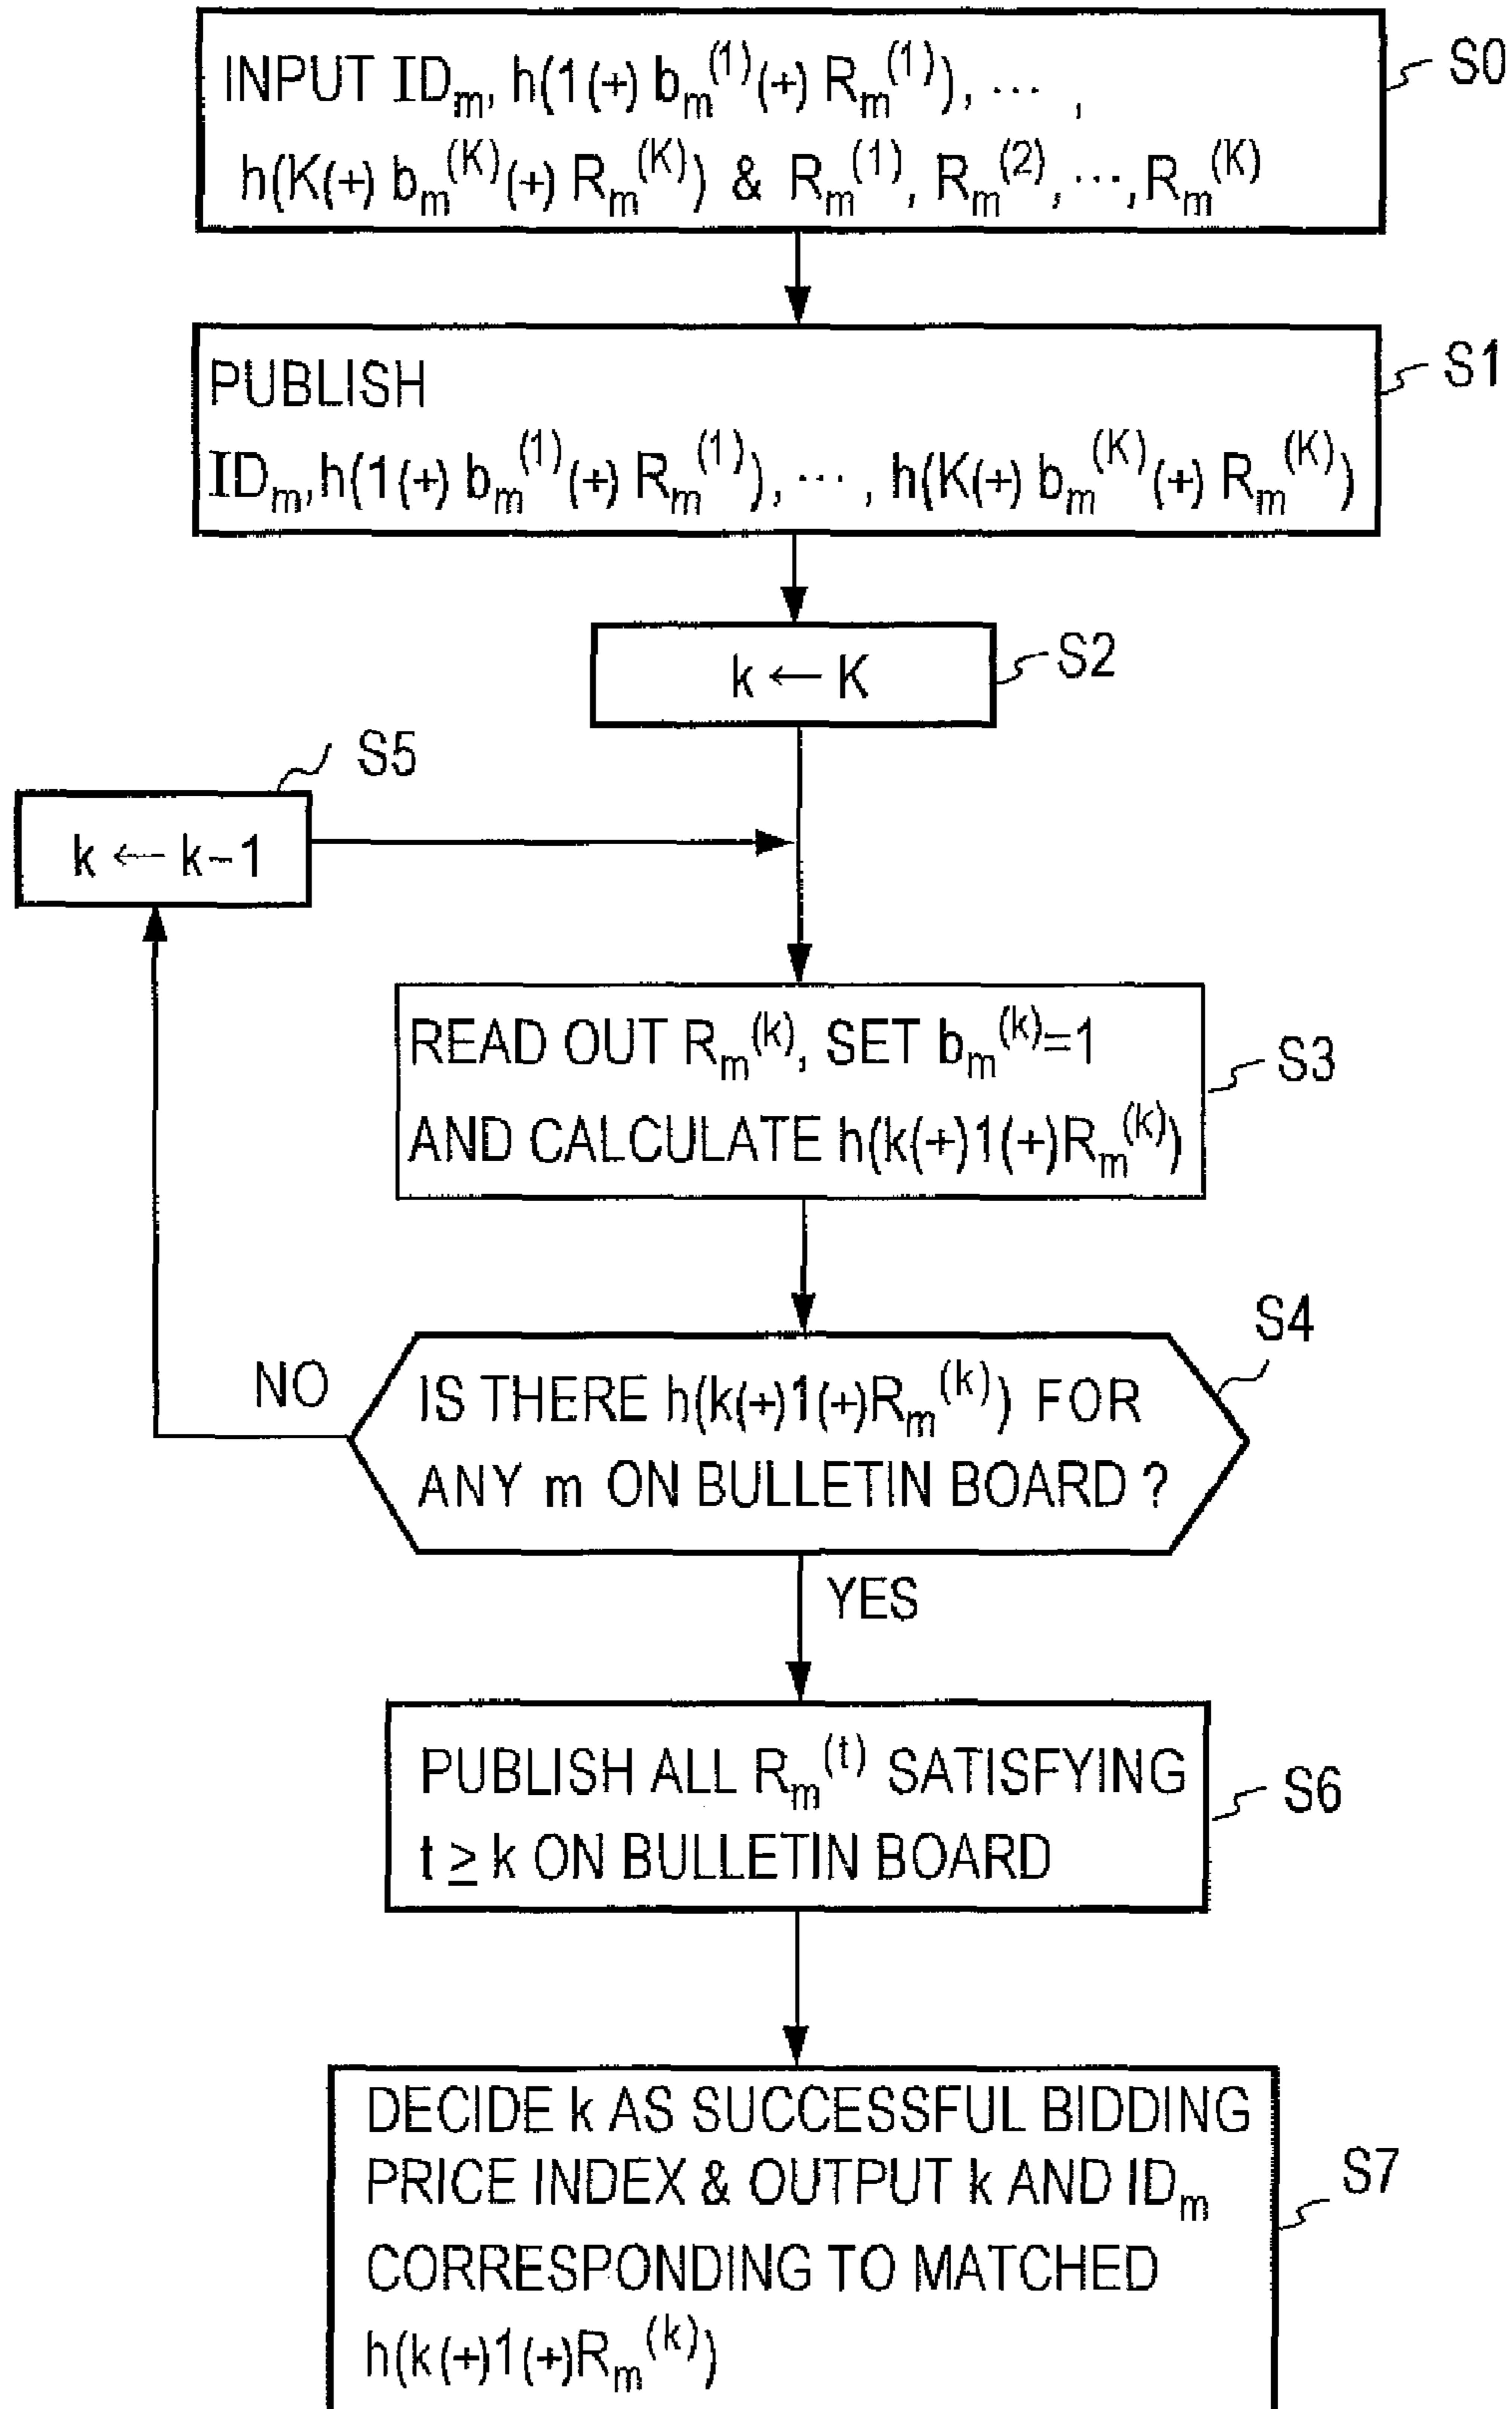 INPUT IDₘ, h(1(+) bₘ⁽¹⁾(+) Rₘ⁽¹⁾), ⋯ ,
h(K(+) bₘ⁽ᴷ⁾(+) Rₘ⁽ᴷ⁾) & Rₘ⁽¹⁾, Rₘ⁽²⁾, ⋯, Rₘ⁽ᴷ⁾
S0
PUBLISH
IDₘ, h(1(+) bₘ⁽¹⁾(+) Rₘ⁽¹⁾), ⋯, h(K(+) bₘ⁽ᴷ⁾(+) Rₘ⁽ᴷ⁾)
S1
k ← K
S2
S5
k ← k-1
READ OUT Rₘ⁽ᵏ⁾, SET bₘ⁽ᵏ⁾=1
AND CALCULATE h(k(+)1(+)Rₘ⁽ᵏ⁾)
S3
S4
NO
IS THERE h(k(+)1(+)Rₘ⁽ᵏ⁾) FOR
ANY m ON BULLETIN BOARD ?
YES
PUBLISH ALL Rₘ⁽ᵗ⁾ SATISFYING
t ≥ k ON BULLETIN BOARD
S6
DECIDE k AS SUCCESSFUL BIDDING
PRICE INDEX & OUTPUT k AND IDₘ
CORRESPONDING TO MATCHED
h(k(+)1(+)Rₘ⁽ᵏ⁾)
S7